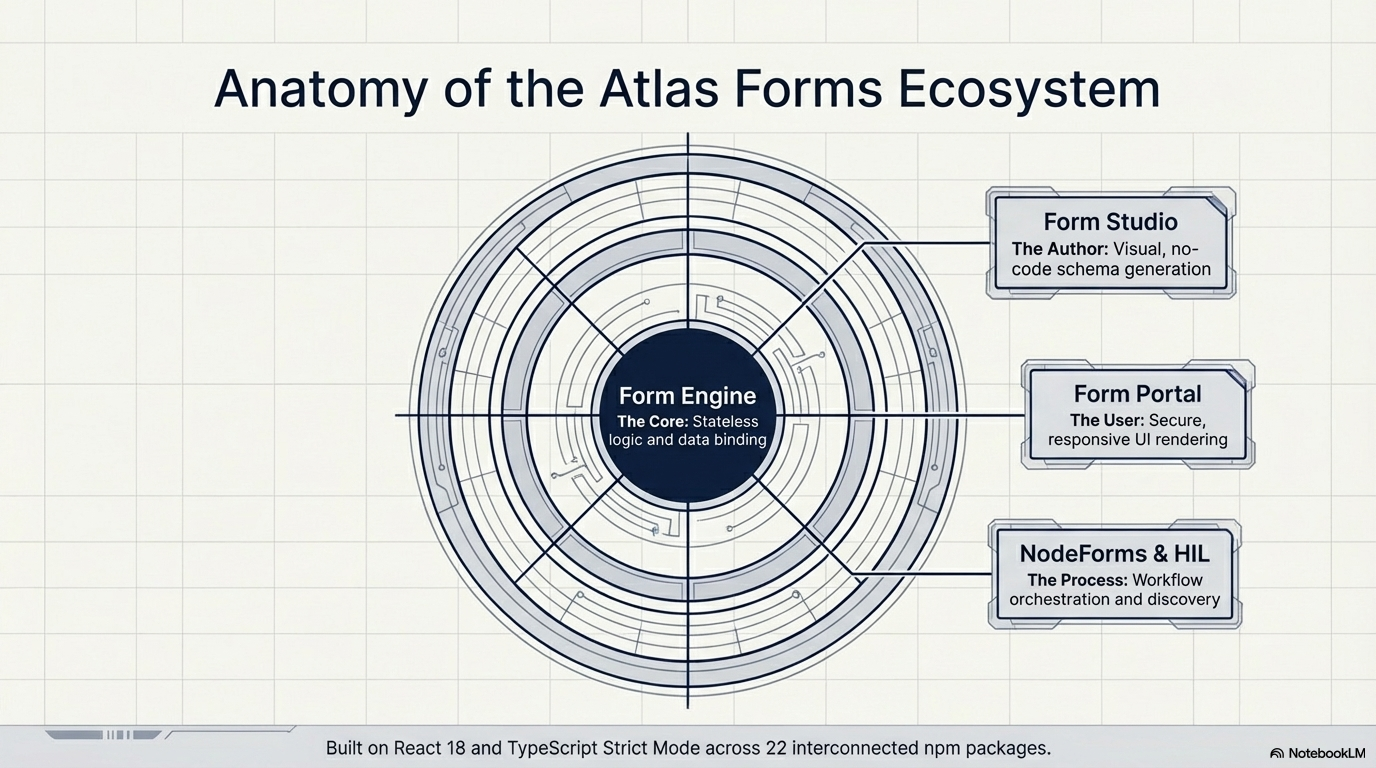 Anatomy of the Atlas Forms Ecosystem
Form Studio
The Author: Visual, no-
code schema generation
Form Engine
The Core: Stateless
logic and data binding
Form Portal
The User: Secure,
responsive UI rendering
NodeForms & HIL
The Process: Workflow
orchestration and discovery
Built on React 18 and TypeScript Strict Mode across 22 interconnected npm packages.
NotebookLM